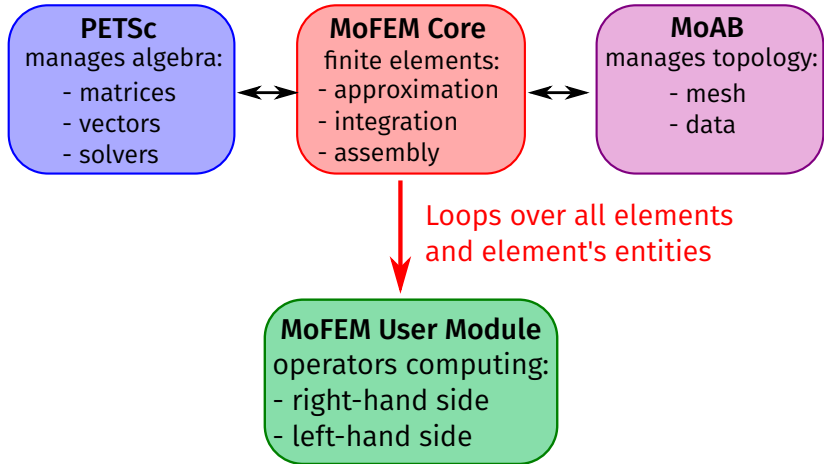 PETSc
manages algebra:
- matrices
- vectors
- solvers
MoFEM Core
finite elements:
- approximation
- integration
- assembly
MoAB
manages topology:
- mesh
- data
Loops over all elements
and element's entities
MoFEM User Module
operators computing:
- right-hand side
- left-hand side